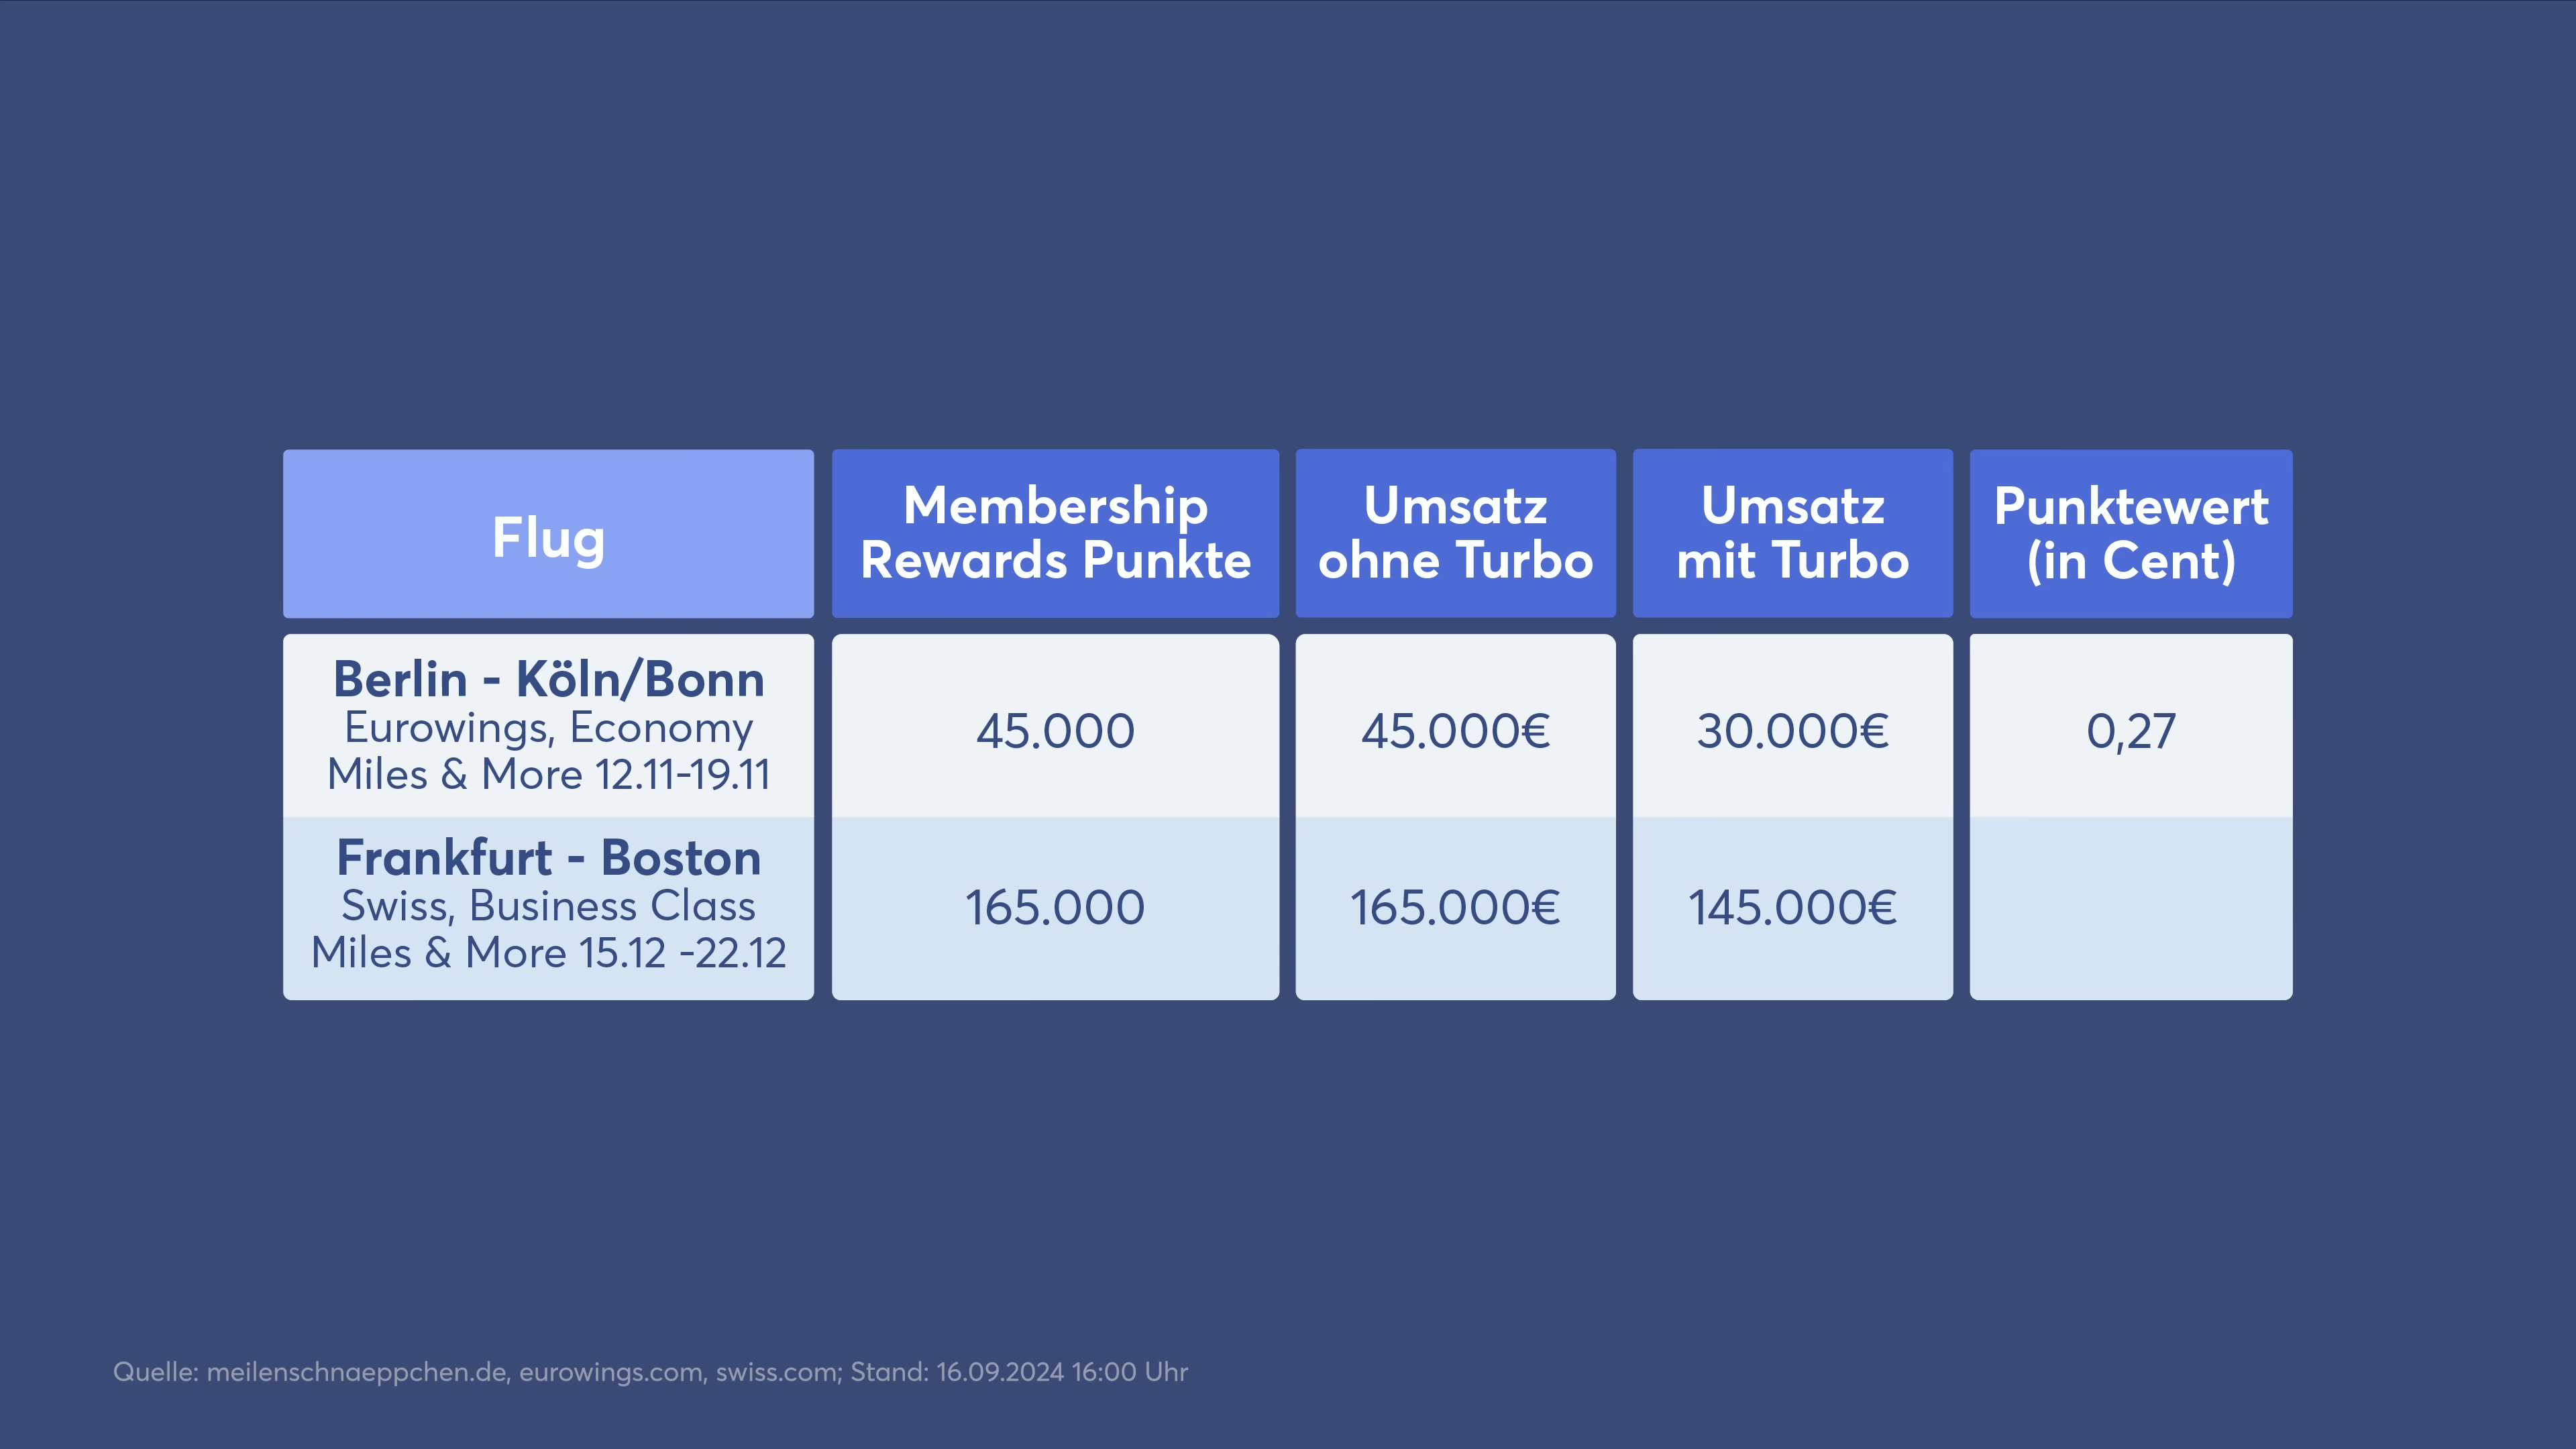 Flug
Membership
Rewards Punkte
Umsatz
ohne Turbo
Umsatz
mit Turbo
Punktewert
(in Cent)
Berlin - Köln/Bonn
Eurowings, Economy
Miles & More 12.11-19.11
45.000
45.000€
30.000€
0,27
Frankfurt - Boston
Swiss, Business Class
Miles & More 15.12 -22.12
165.000
165.000€
145.000€
Quelle: meilenschnaeppchen.de, eurowings.com, swiss.com; Stand: 16.09.2024 16:00 Uhr